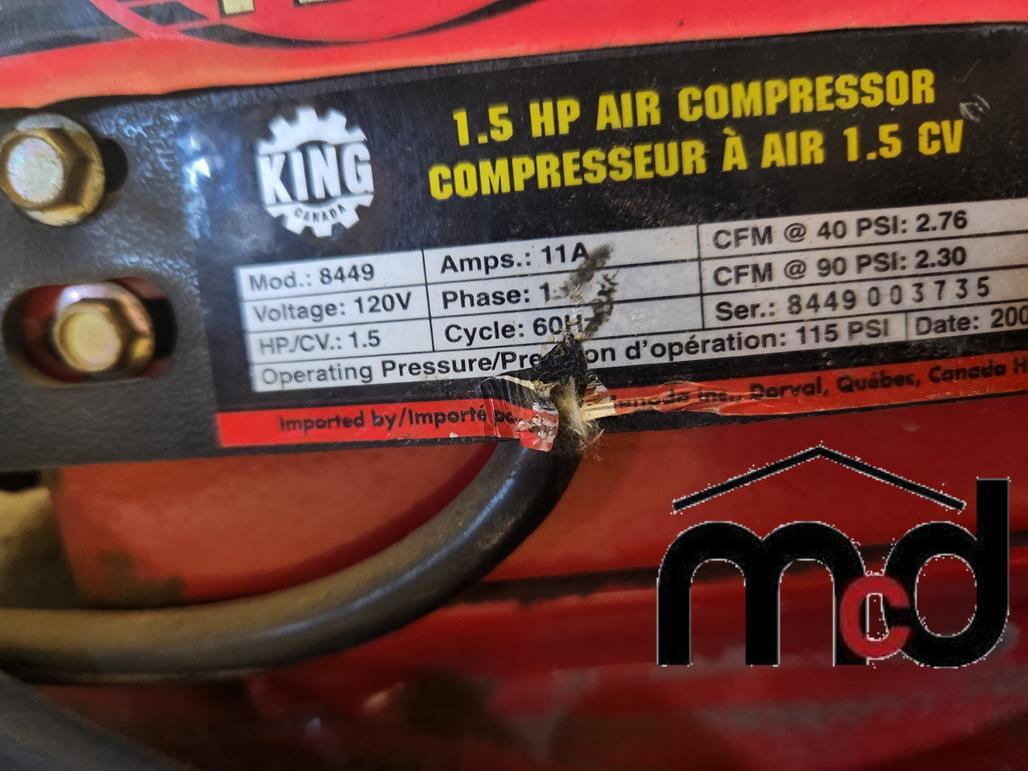 1.5 HP AIR COMPRESSOR
COMPRESSEUR À AIR 1.5 CV
KING
CANADA
Mod.: 8449 Amps.: 11A CFM @ 40 PSI: 2.76
Voltage: 120V Phase: 1 CFM @ 90 PSI: 2.30
HP./CV.: 1.5 Cycle: 60H Ser.: 8449 003735
Operating Pressure/ d'opération: 115 PSI Date: 200
Imported by/Importé Canada Inc., Dorval, Québec, Canada
mcd